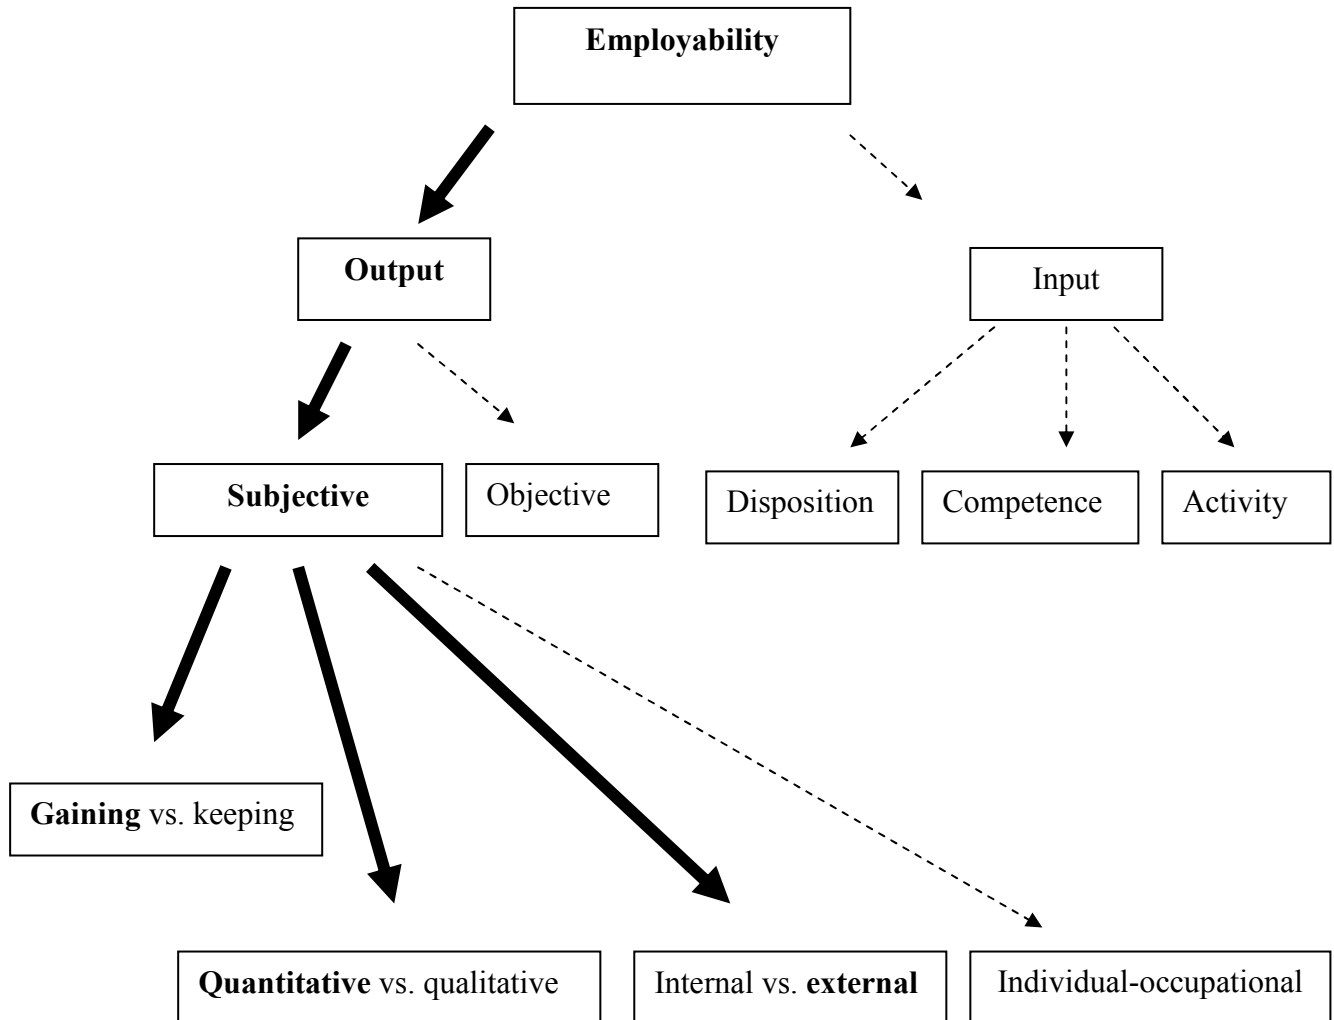 Employability
Output
Input
Subjective
Objective
Disposition
Competence
Activity
Gaining vs. keeping
Quantitative vs. qualitative
Internal vs. external
Individual-occupational